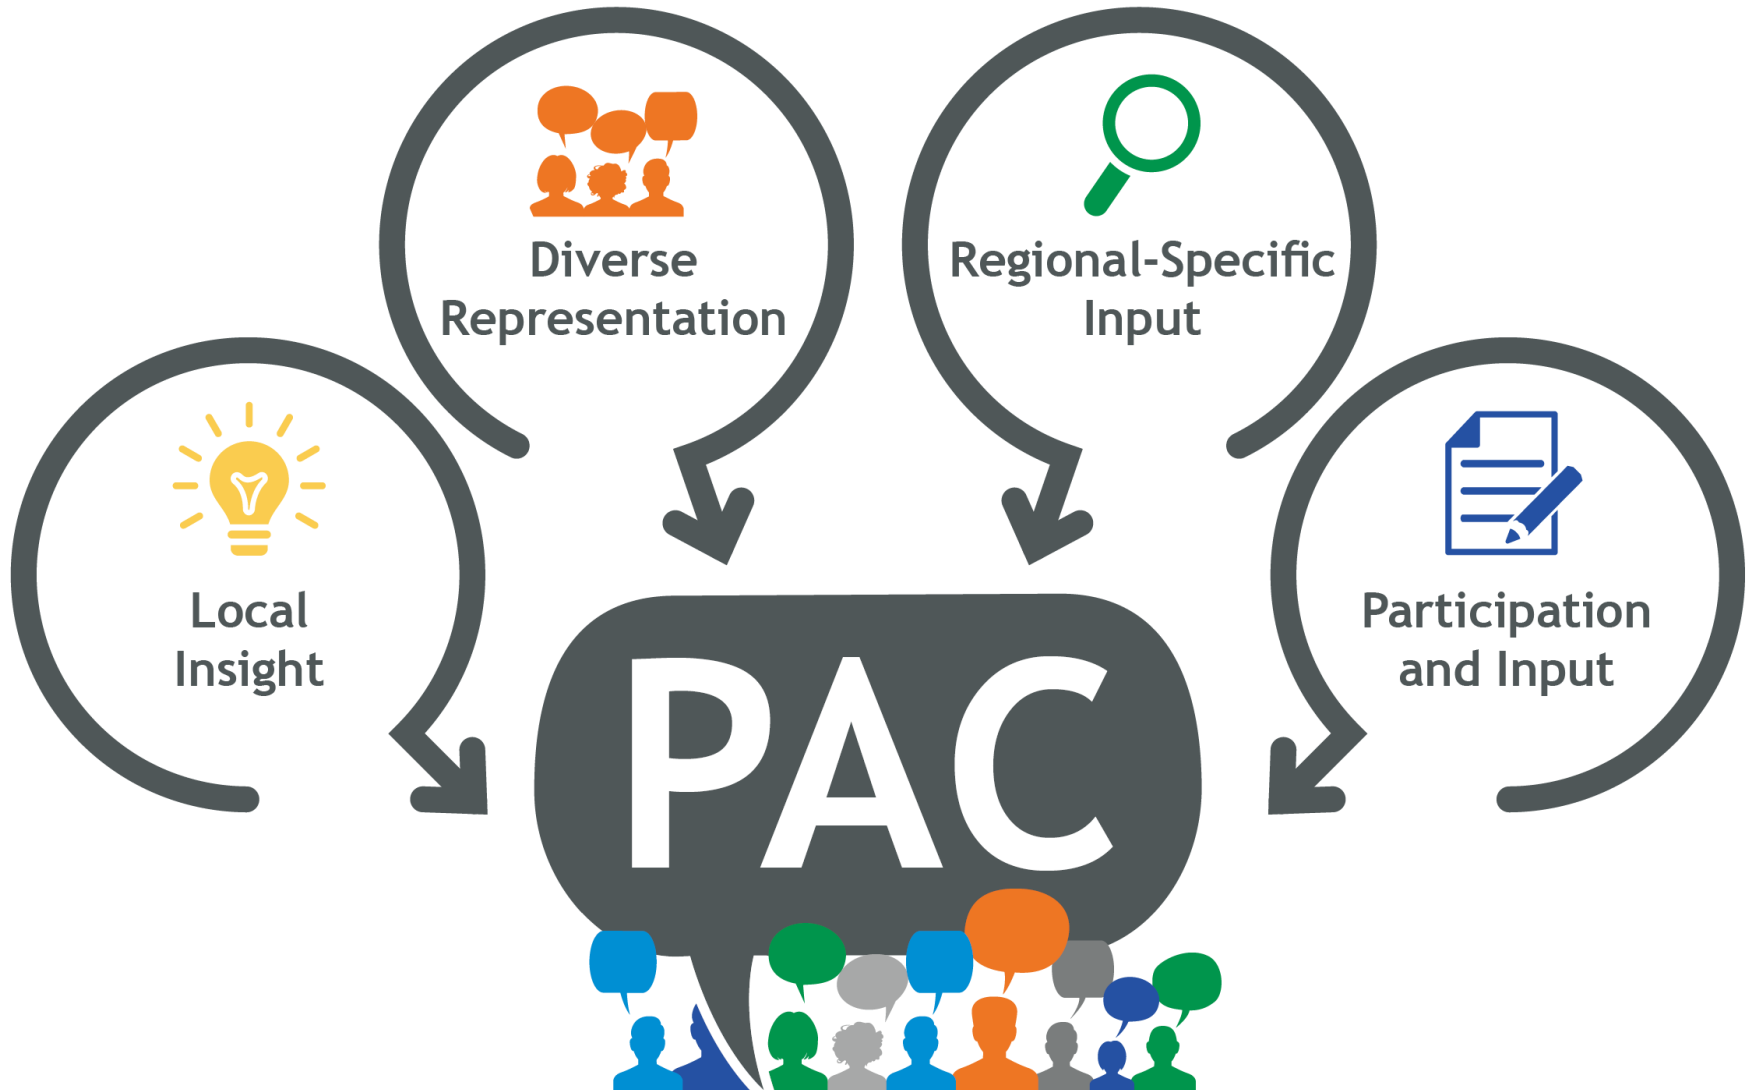 Diverse
Representation
Regional-Specific
Input
Local
Insight
Participation
and Input
PAC